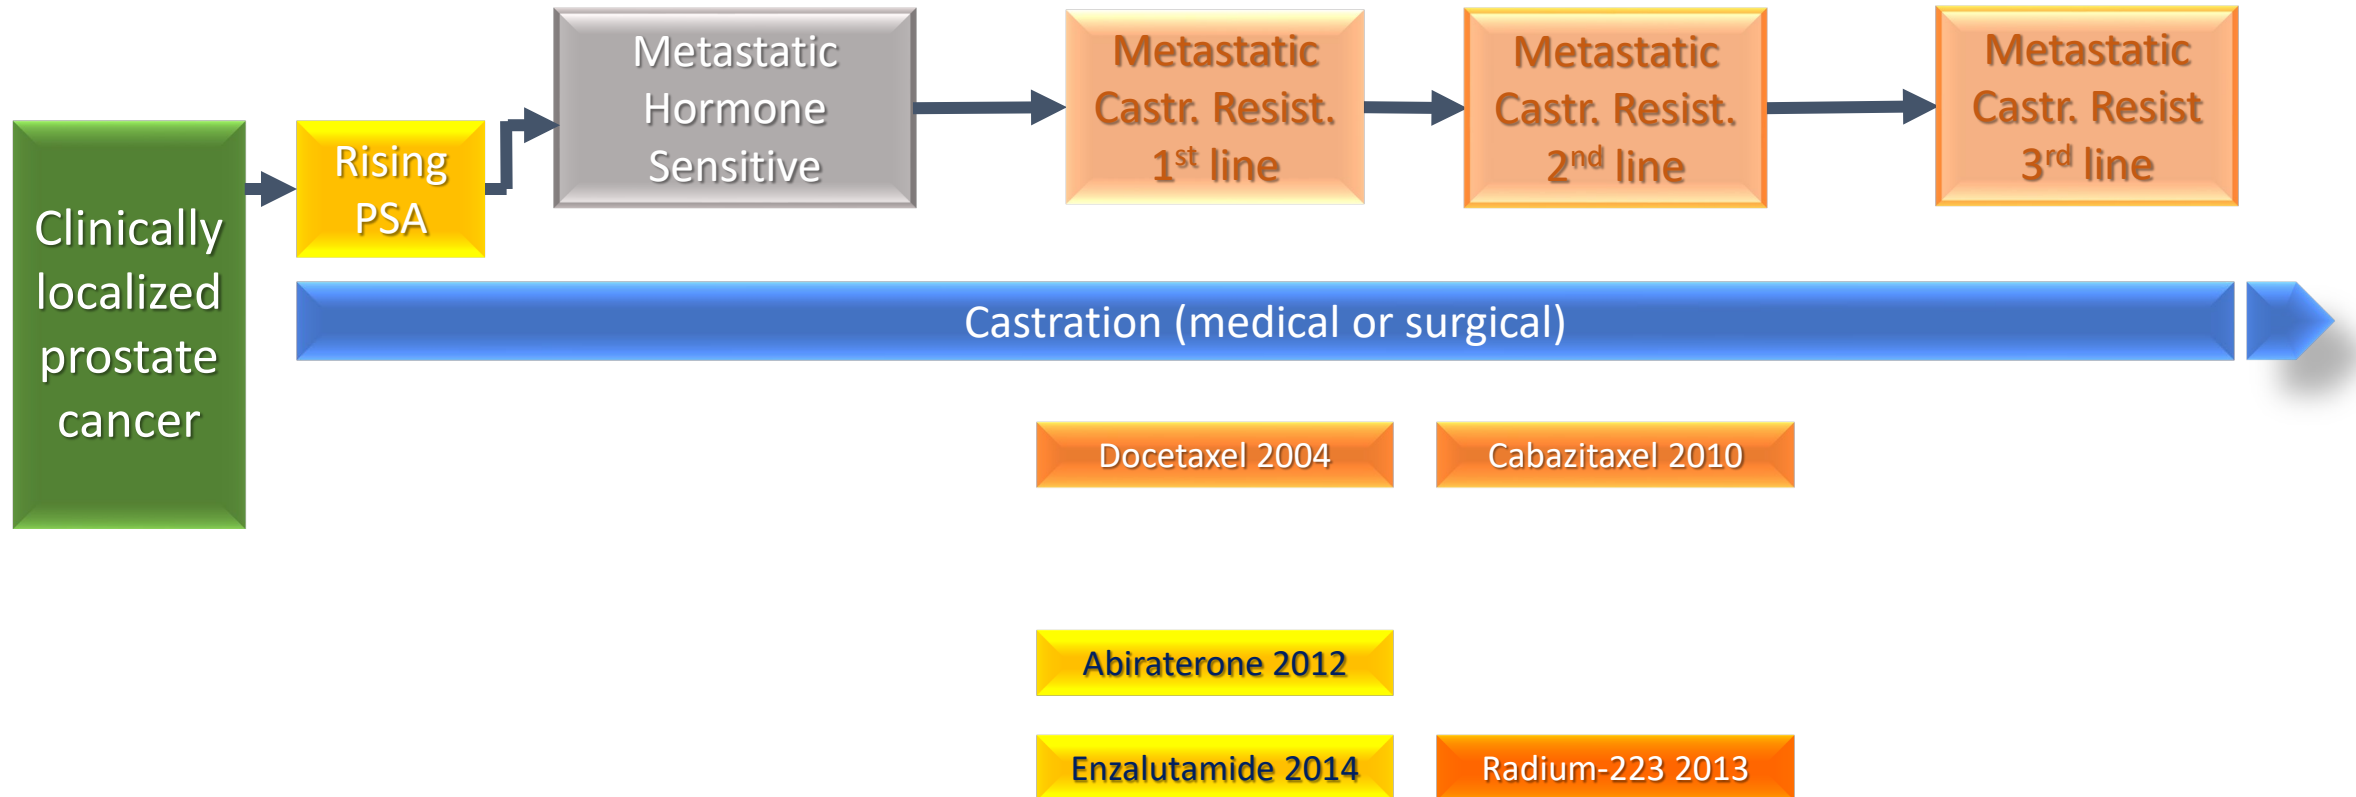 Clinically
localized
prostate
cancer
Rising
PSA
Metastatic
Hormone
Sensitive
Metastatic
Castr. Resist.
1st line
Metastatic
Castr. Resist.
2nd line
Metastatic
Castr. Resist
3rd line
Castration (medical or surgical)
Docetaxel 2004
Cabazitaxel 2010
Abiraterone 2012
Enzalutamide 2014
Radium-223 2013